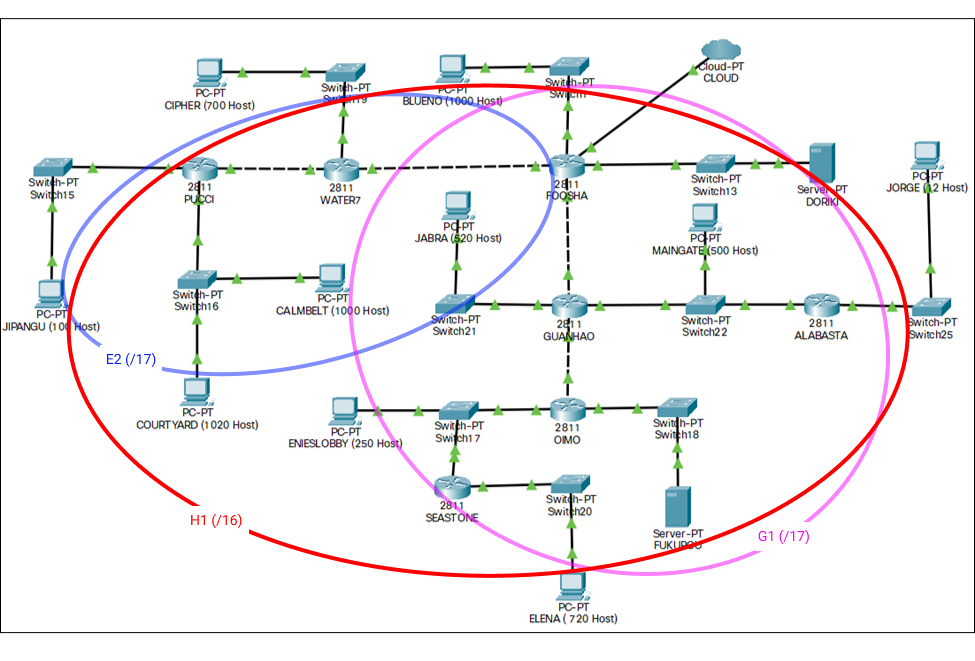 Cloud-PT
CLOUD
PC-PT
CIPHER (700 Host)
Switch-PT
Switch19
PC-PT
BLUENO (1000 Host)
Switch-PT
Switch-PT
Switch15
2811
PUCCI
2811
WATER7
2811
FOOSHA
Switch-PT
Switch13
Server-PT
DORIKI
PC-PT
JORGE (12 Host)
PC-PT
JABRA (520 Host)
PC-PT
MAINGATE (500 Host)
PC-PT
JIPANGU (100 Host)
Switch-PT
Switch16
PC-PT
CALMBELT (1000 Host)
Switch-PT
Switch21
2811
GUANHAO
Switch-PT
Switch22
2811
ALABASTA
Switch-PT
Switch25
E2 (/17)
PC-PT
COURTYARD (1020 Host)
PC-PT
ENIESLOBBY (250 Host)
Switch-PT
Switch17
2811
OIMO
Switch-PT
Switch18
2811
SEASTONE
Switch-PT
Switch20
Server-PT
FUKUROU
H1 (/16)
G1 (/17)
PC-PT
ELENA ( 720 Host)